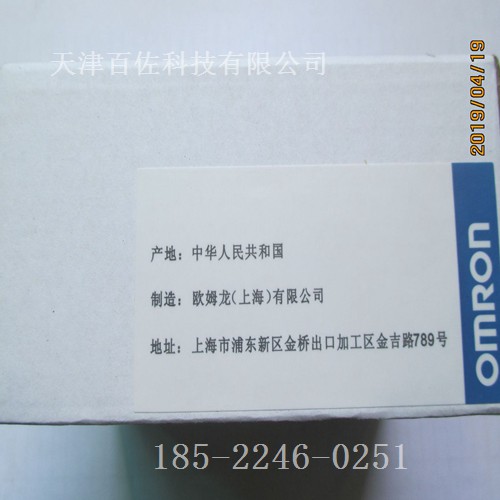 天津百佐科技有限公司
2019/04/19
产地：中华人民共和国
制造：欧姆龙（上海）有限公司
地址：上海市浦东新区金桥出口加工区金吉路789号
OMRON
185-2246-0251